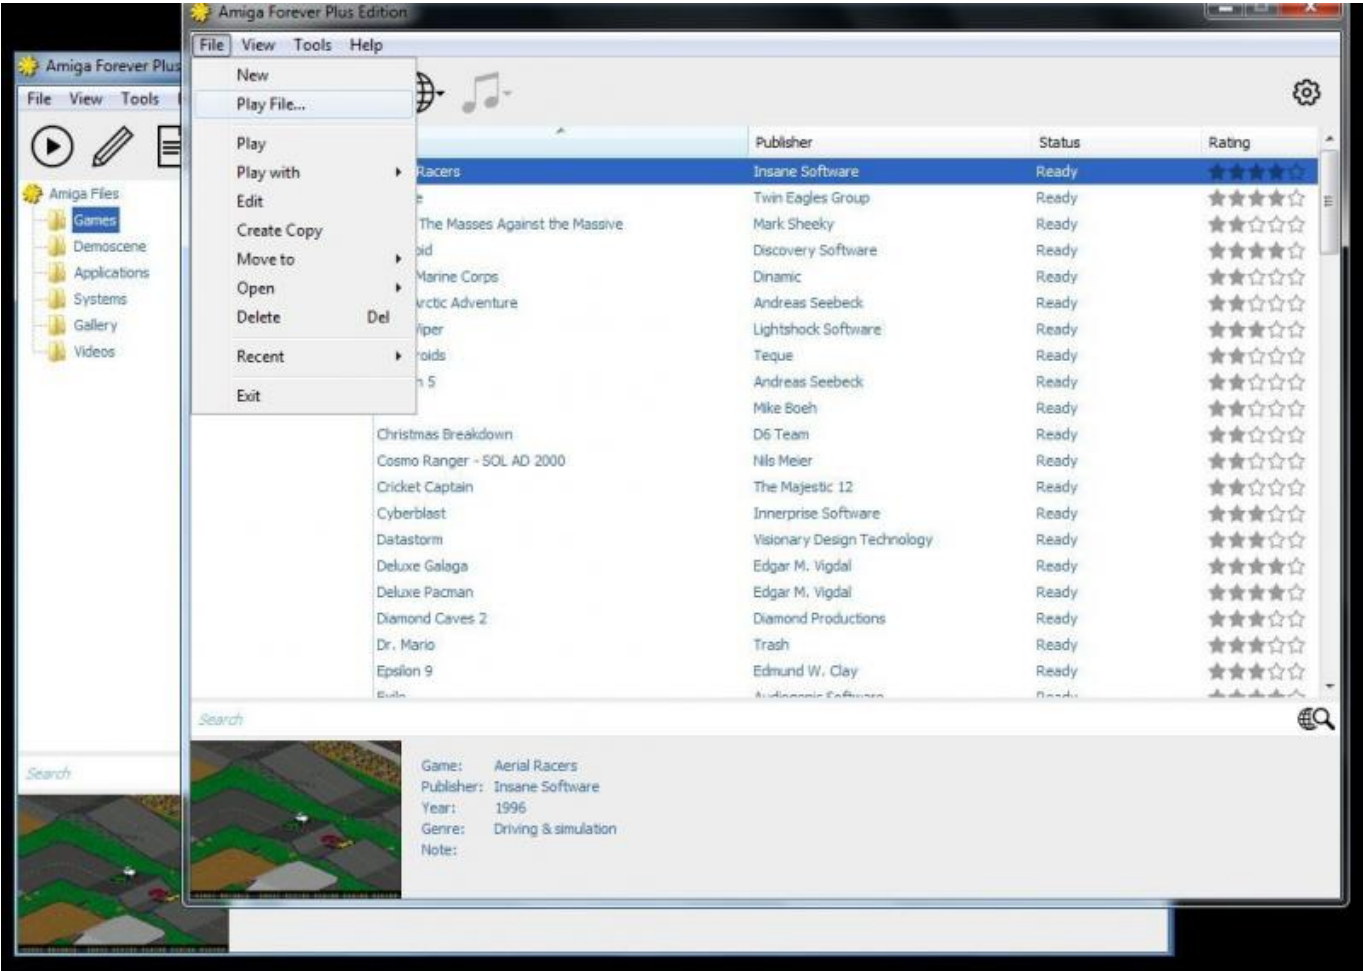 Amiga Forever Plus Edition
File View Tools Help
New
Play File...
Play
Play with
Edit
Create Copy
Move to
Open
Delete Del
Recent
Exit
Amiga Forever Plus
File View Tools
Amiga Files
Games
Demoscene
Applications
Systems
Gallery
Videos
Search
Publisher Status Rating
Racers Insane Software Ready
Twin Eagles Group Ready
The Masses Against the Massive Mark Sheeky Ready
Discovery Software Ready
Marine Corps Dinamic Ready
Arctic Adventure Andreas Seebeck Ready
Lightshock Software Ready
Teque Ready
5 Andreas Seebeck Ready
Mike Boeh Ready
Christmas Breakdown D6 Team Ready
Cosmo Ranger - SOL AD 2000 Nils Meier Ready
Cricket Captain The Majestic 12 Ready
Cyberblast Innerprise Software Ready
Datastorm Visionary Design Technology Ready
Deluxe Galaga Edgar M. Vigdal Ready
Deluxe Pacman Edgar M. Vigdal Ready
Diamond Caves 2 Diamond Productions Ready
Dr. Mario Trash Ready
Epsilon 9 Edmund W. Clay Ready
Search
Game: Aerial Racers
Publisher: Insane Software
Year: 1996
Genre: Driving & simulation
Note: